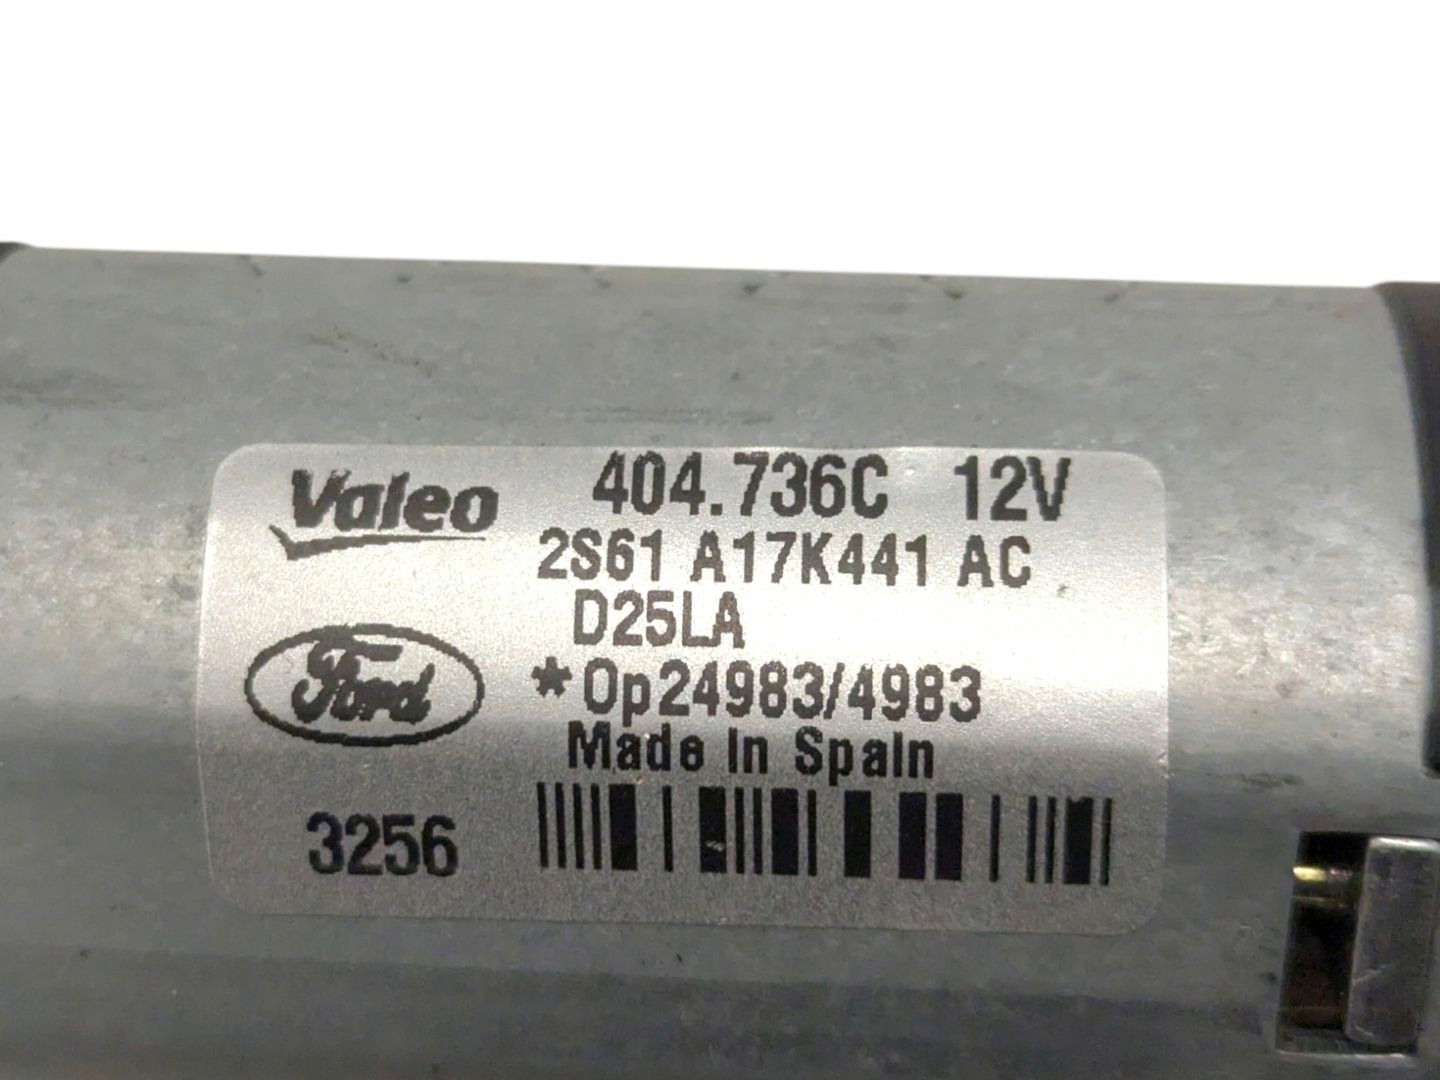 Valeo 404.736C 12V
2S61 A17K441 AC
D25LA
Ford *Op24983/4983
Made In Spain
3256